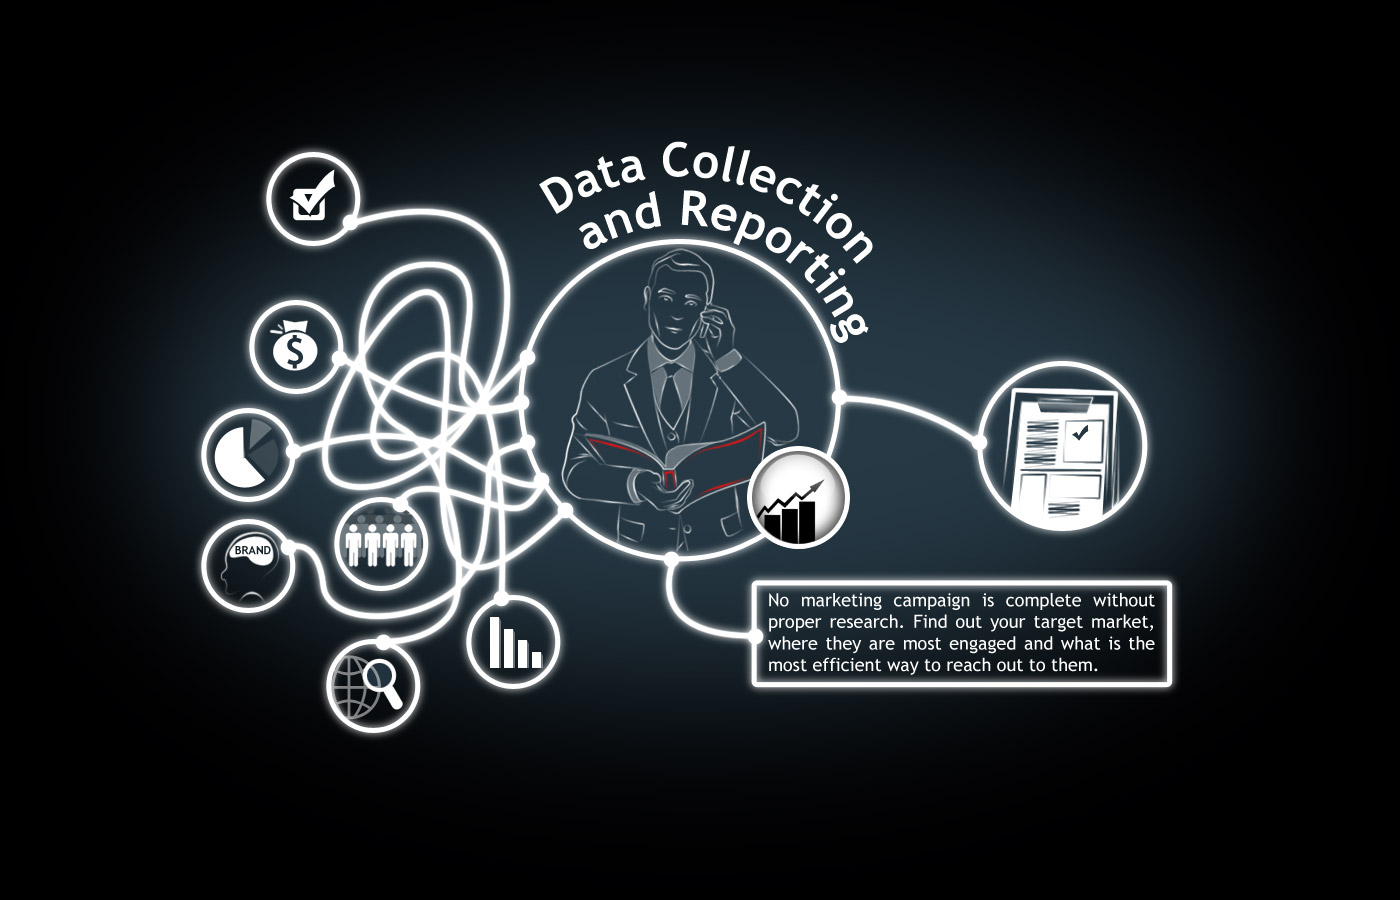 Data Collection
and Reporting
$
BRAND
No marketing campaign is complete without
proper research. Find out your target market,
where they are most engaged and what is the
most efficient way to reach out to them.